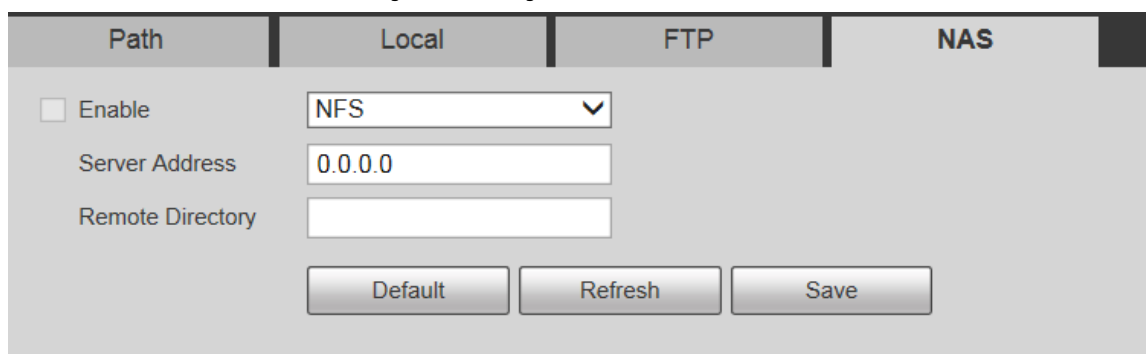 Path Local FTP NAS
Enable NFS
Server Address 0.0.0.0
Remote Directory
Default Refresh Save